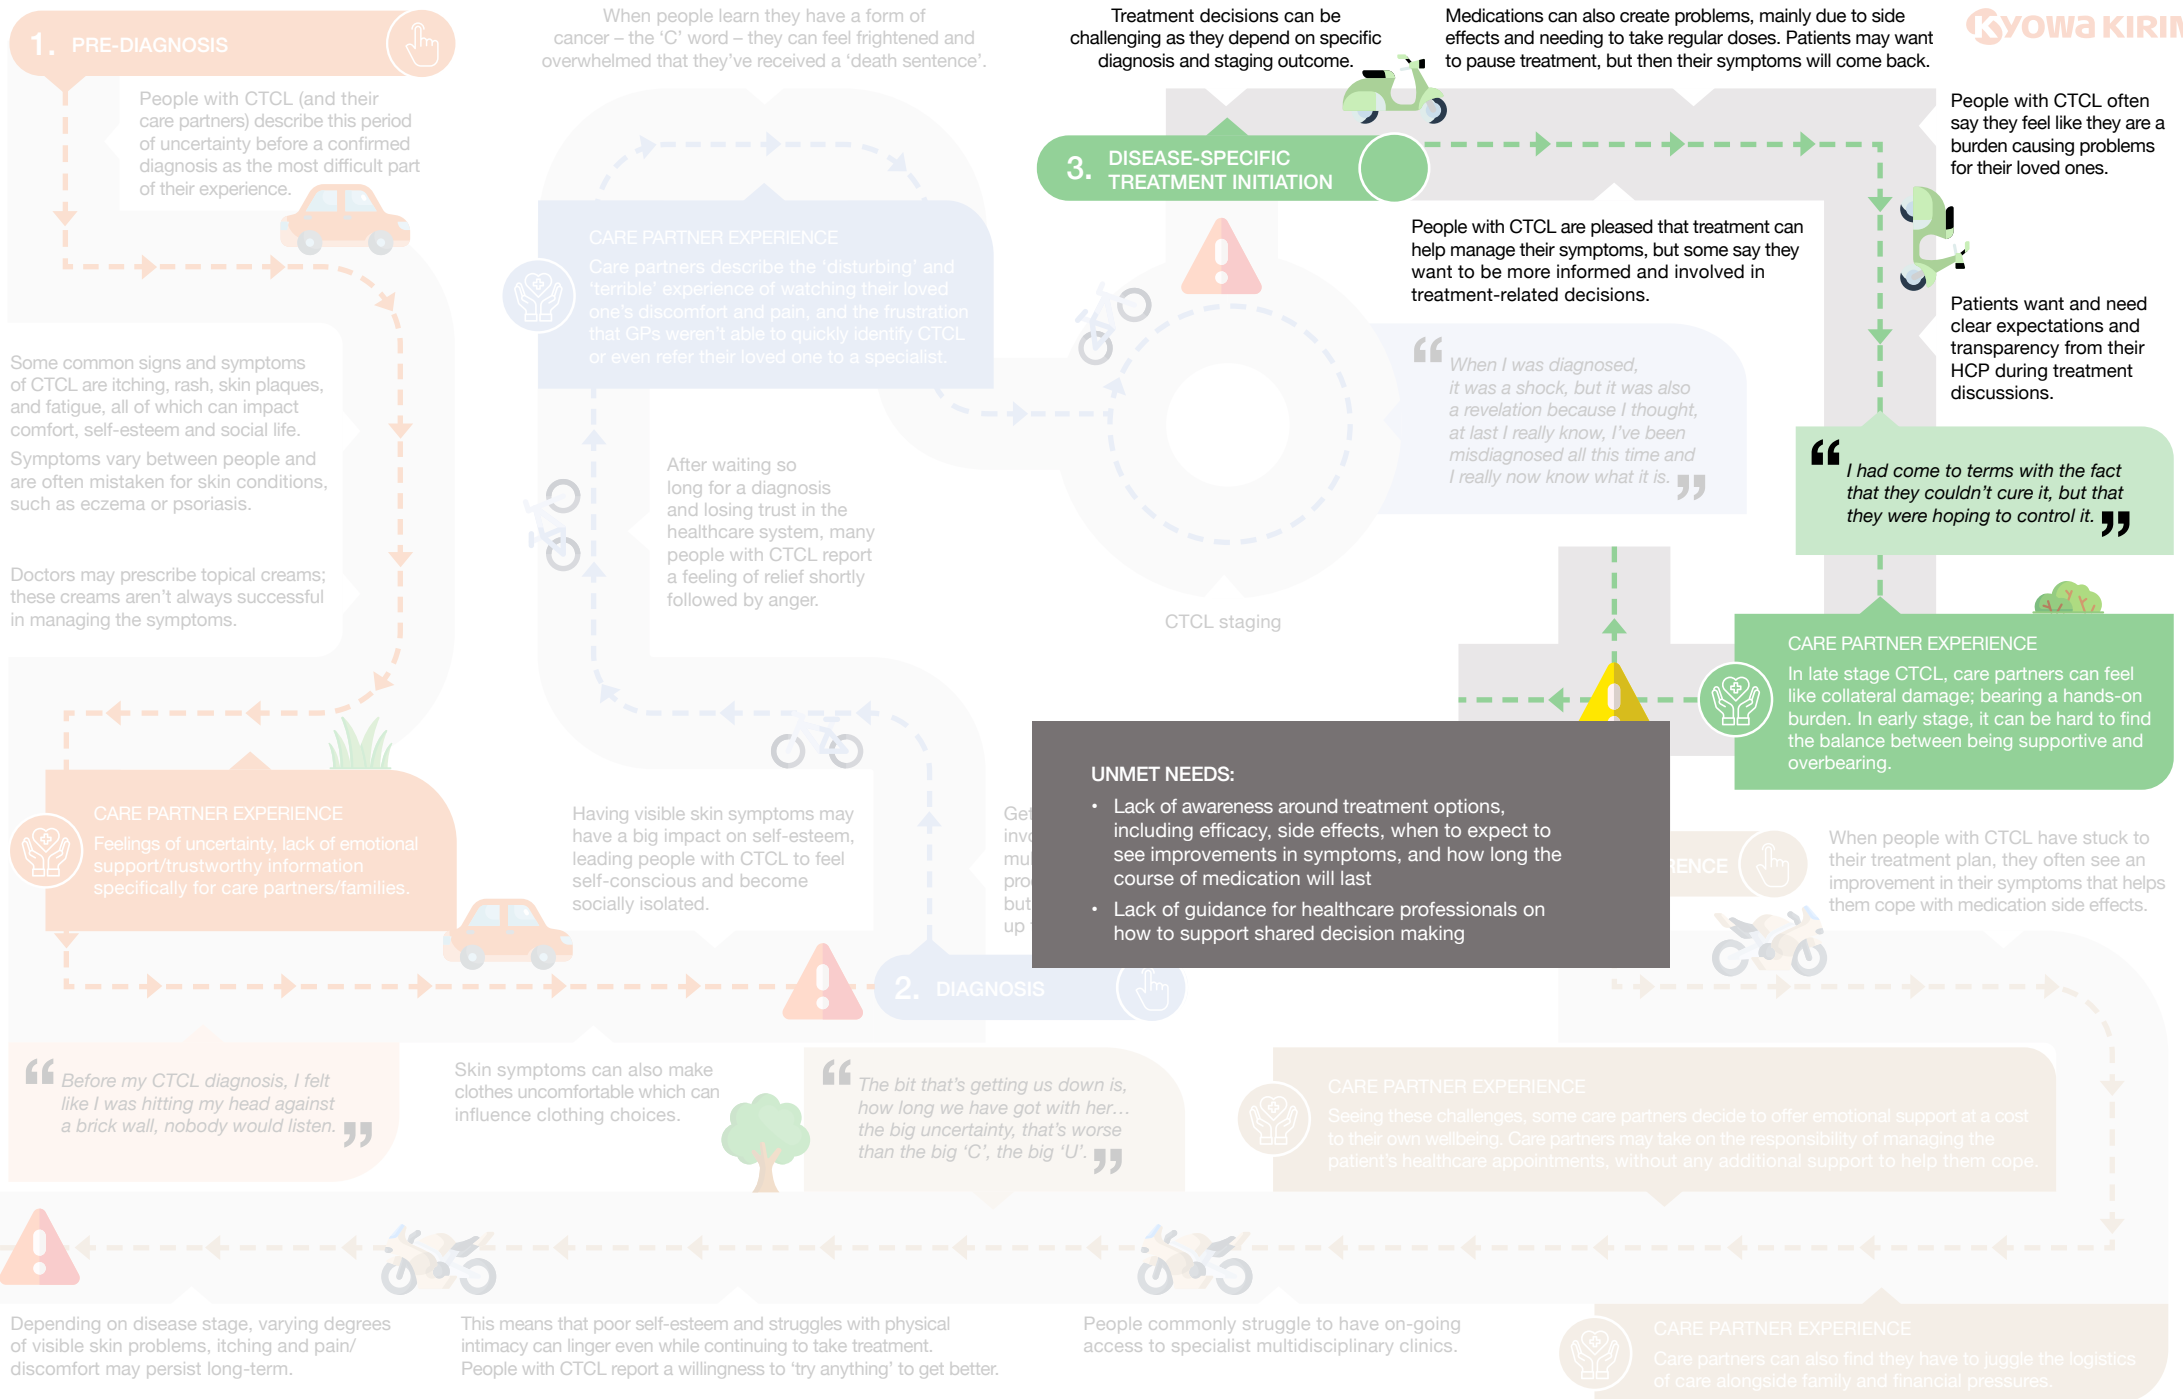 1. PRE-DIAGNOSIS
People with CTCL (and their
care partners) describe this period
of uncertainty before a confirmed
diagnosis as the most difficult part
of their experience.
Some common signs and symptoms
of CTCL are itching, rash, skin plaques,
and fatigue, all of which can impact
comfort, self-esteem and social life.
Symptoms vary between people and
are often mistaken for skin conditions,
such as eczema or psoriasis.
Doctors may prescribe topical creams;
these creams aren't always successful
in managing the symptoms.
CARE PARTNER EXPERIENCE
Feelings of uncertainty, lack of emotional
support/trustworthy information
specifically for care partners/families.
“ Before my CTCL diagnosis, I felt
like I was hitting my head against
a brick wall, nobody would listen. ”
Skin symptoms can also make
clothes uncomfortable which can
influence clothing choices.
Having visible skin symptoms may
have a big impact on self-esteem,
leading people with CTCL to feel
self-conscious and become
socially isolated.
2. DIAGNOSIS
After waiting so
long for a diagnosis
and losing trust in the
healthcare system, many
people with CTCL report
a feeling of relief shortly
followed by anger.
CARE PARTNER EXPERIENCE
Care partners describe the ‘disturbing’ and
‘terrible’ experience of watching their loved
one's discomfort and pain, and the frustration
that GPs weren't able to quickly identify CTCL
or even refer their loved one to a specialist.
When people learn they have a form of
cancer – the ‘C’ word – they can feel frightened and
overwhelmed that they've received a ‘death sentence’.
CTCL staging
“ When I was diagnosed,
it was a shock, but it was also
a revelation because I thought,
at last I really know, I've been
misdiagnosed all this time and
I really now know what it is. ”
Treatment decisions can be
challenging as they depend on specific
diagnosis and staging outcome.
3. DISEASE-SPECIFIC
TREATMENT INITIATION
Medications can also create problems, mainly due to side
effects and needing to take regular doses. Patients may want
to pause treatment, but then their symptoms will come back.
KYOWA KIRIN
People with CTCL are pleased that treatment can
help manage their symptoms, but some say they
want to be more informed and involved in
treatment-related decisions.
People with CTCL often
say they feel like they are a
burden causing problems
for their loved ones.
Patients want and need
clear expectations and
transparency from their
HCP during treatment
discussions.
“ I had come to terms with the fact
that they couldn't cure it, but that
they were hoping to control it. ”
CARE PARTNER EXPERIENCE
In late stage CTCL, care partners can feel
like collateral damage; bearing a hands-on
burden. In early stage, it can be hard to find
the balance between being supportive and
overbearing.
UNMET NEEDS:
• Lack of awareness around treatment options,
including efficacy, side effects, when to expect to
see improvements in symptoms, and how long the
course of medication will last
• Lack of guidance for healthcare professionals on
how to support shared decision making
When people with CTCL have stuck to
their treatment plan, they often see an
improvement in their symptoms that helps
them cope with medication side effects.
CARE PARTNER EXPERIENCE
Seeing these challenges, some care partners decide to offer emotional support at a cost
to their own wellbeing. Care partners may take on the responsibility of managing the
patient's healthcare appointments, without any additional support to help them cope.
“ The bit that's getting us down is,
how long we have got with her…
the big uncertainty, that's worse
than the big ‘C’, the big ‘U’. ”
Depending on disease stage, varying degrees
of visible skin problems, itching and pain/
discomfort may persist long-term.
This means that poor self-esteem and struggles with physical
intimacy can linger even while continuing to take treatment.
People with CTCL report a willingness to ‘try anything’ to get better.
People commonly struggle to have on-going
access to specialist multidisciplinary clinics.
CARE PARTNER EXPERIENCE
Care partners can also find they have to juggle the logistics
of care alongside family and financial pressures.